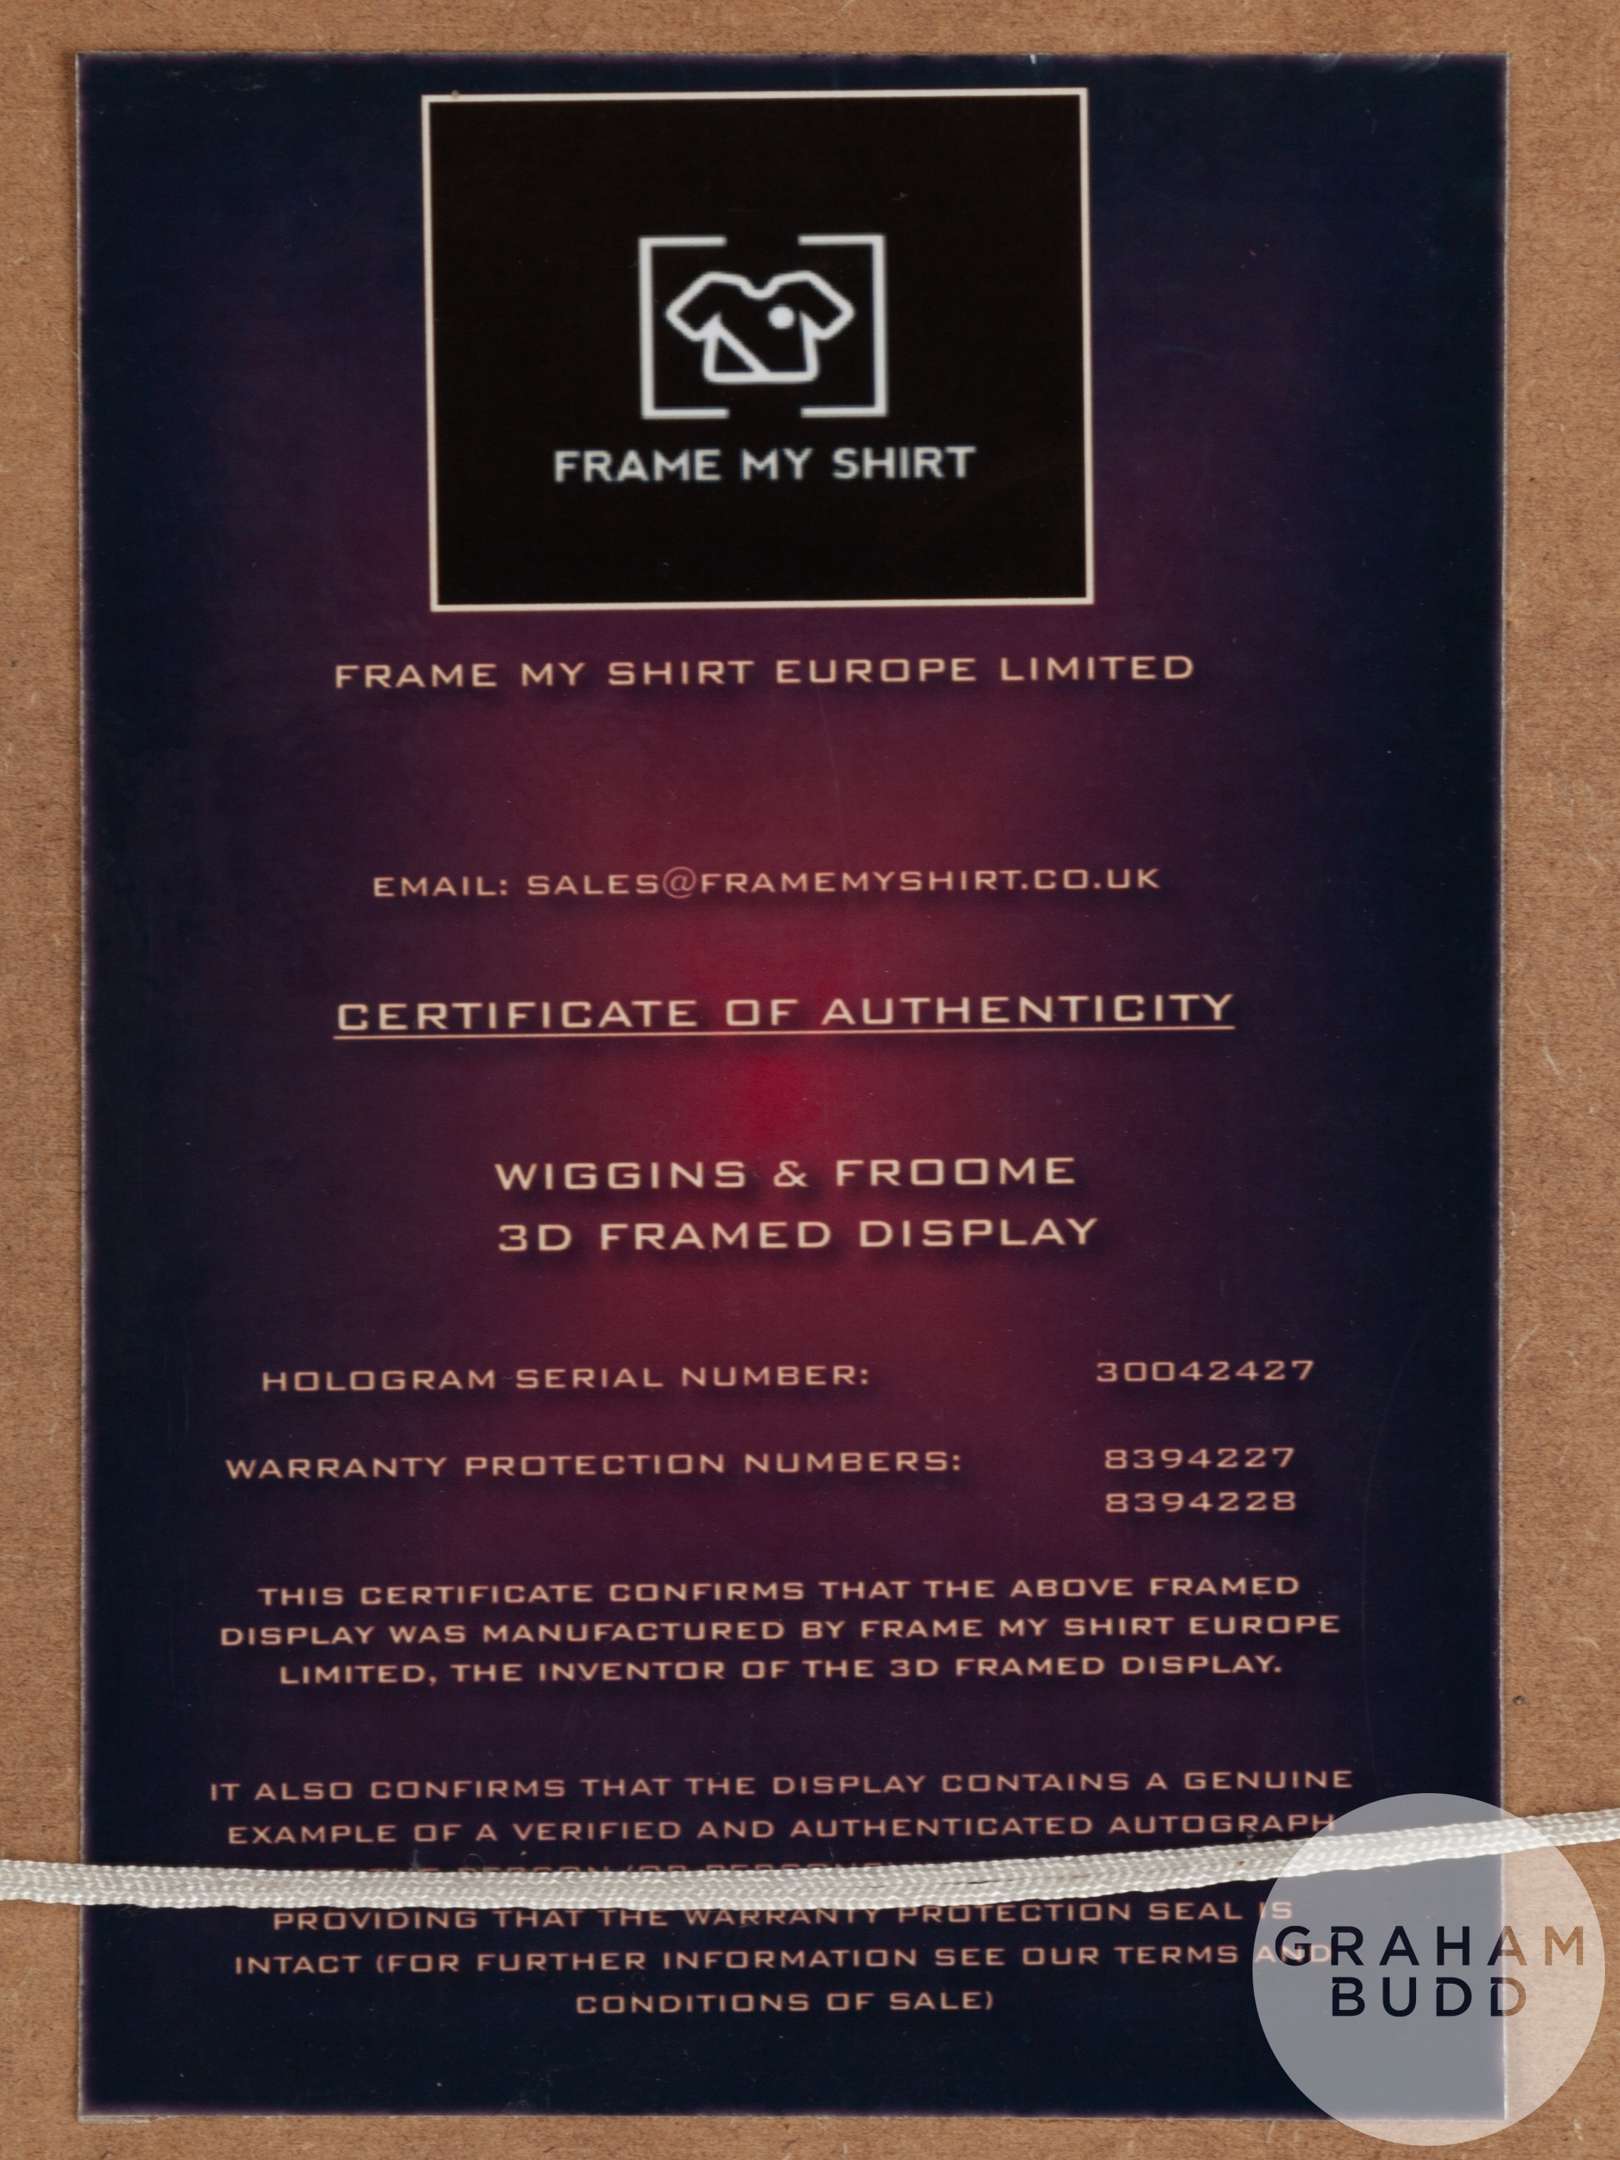 FRAME MY SHIRT
FRAME MY SHIRT EUROPE LIMITED
EMAIL: SALES@FRAMEMYSHIRT.CO.UK
CERTIFICATE OF AUTHENTICITY
WIGGINS & FROOME
3D FRAMED DISPLAY
HOLOGRAM SERIAL NUMBER: 30042427
WARRANTY PROTECTION NUMBERS: 8394227
8394228
THIS CERTIFICATE CONFIRMS THAT THE ABOVE FRAMED
DISPLAY WAS MANUFACTURED BY FRAME MY SHIRT EUROPE
LIMITED, THE INVENTOR OF THE 3D FRAMED DISPLAY.
IT ALSO CONFIRMS THAT THE DISPLAY CONTAINS A GENUINE
EXAMPLE OF A VERIFIED AND AUTHENTICATED AUTOGRAPH
PROVIDING THAT THE WARRANTY PROTECTION SEAL IS
INTACT (FOR FURTHER INFORMATION SEE OUR TERMS AND
CONDITIONS OF SALE)
GRAHAM
BUDD